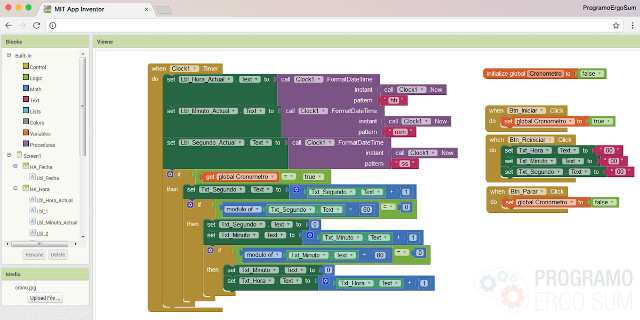 MIT App Inventor
ProgramoErgoSum
Blocks
Viewer
Built-in
Control
Logic
Math
Text
Lists
Colors
Variables
Procedures
Screen1
HA_Fecha
Lbl_Fecha
HA_Hora
Lbl_Hora_Actual
Lbl_1
Lbl_Minuto_Actual
Lbl_2
Rename Delete
Media
crono.jpg
Upload File ...
when Clock1 .Timer
do set Lbl_Hora_Actual . Text to call Clock1 .FormatDateTime
instant call Clock1 .Now
pattern " hh "
set Lbl_Minuto_Actual . Text to call Clock1 .FormatDateTime
instant call Clock1 .Now
pattern " mm "
set Lbl_Segundo_Actual . Text to call Clock1 .FormatDateTime
instant call Clock1 .Now
pattern " ss "
if get global Cronometro = true
then set Txt_Segundo . Text to Txt_Segundo . Text + 1
if modulo of Txt_Segundo . Text ÷ 60 = 0
then set Txt_Segundo . Text to 0
set Txt_Minuto . Text to Txt_Minuto . Text + 1
if modulo of Txt_Minuto . Text ÷ 60 = 0
then set Txt_Minuto . Text to 0
set Txt_Hora . Text to Txt_Hora . Text + 1
initialize global Cronometro to false
when Btn_Iniciar .Click
do set global Cronometro to true
when Btn_Reiniciar .Click
do set Txt_Hora . Text to " 00 "
set Txt_Minuto . Text to " 00 "
set Txt_Segundo . Text to " 00 "
when Btn_Parar .Click
do set global Cronometro to false
PROGRAMO
ERGO SUM